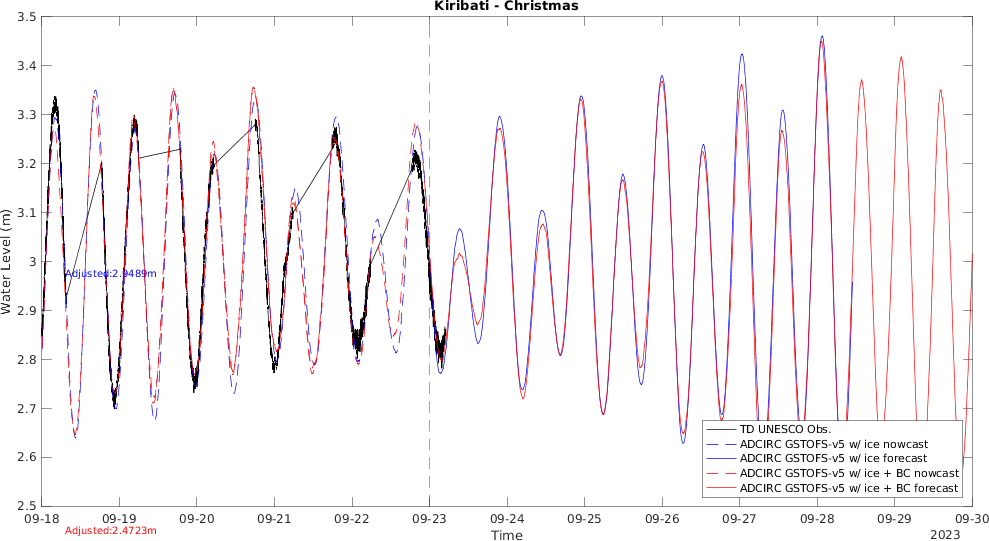 Kiribati - Christmas
3.5
3.4
3.3
3.2
3.1
3
2.9
2.8
2.7
2.6
2.5
Water Level (m)
Adjusted:2.9489m
TD UNESCO Obs.
ADCIRC GSTOFS-v5 w/ ice nowcast
ADCIRC GSTOFS-v5 w/ ice forecast
ADCIRC GSTOFS-v5 w/ ice + BC nowcast
ADCIRC GSTOFS-v5 w/ ice + BC forecast
09-18 09-19 09-20 09-21 09-22 09-23 09-24 09-25 09-26 09-27 09-28 09-29 09-30
Adjusted:2.4723m
Time
2023